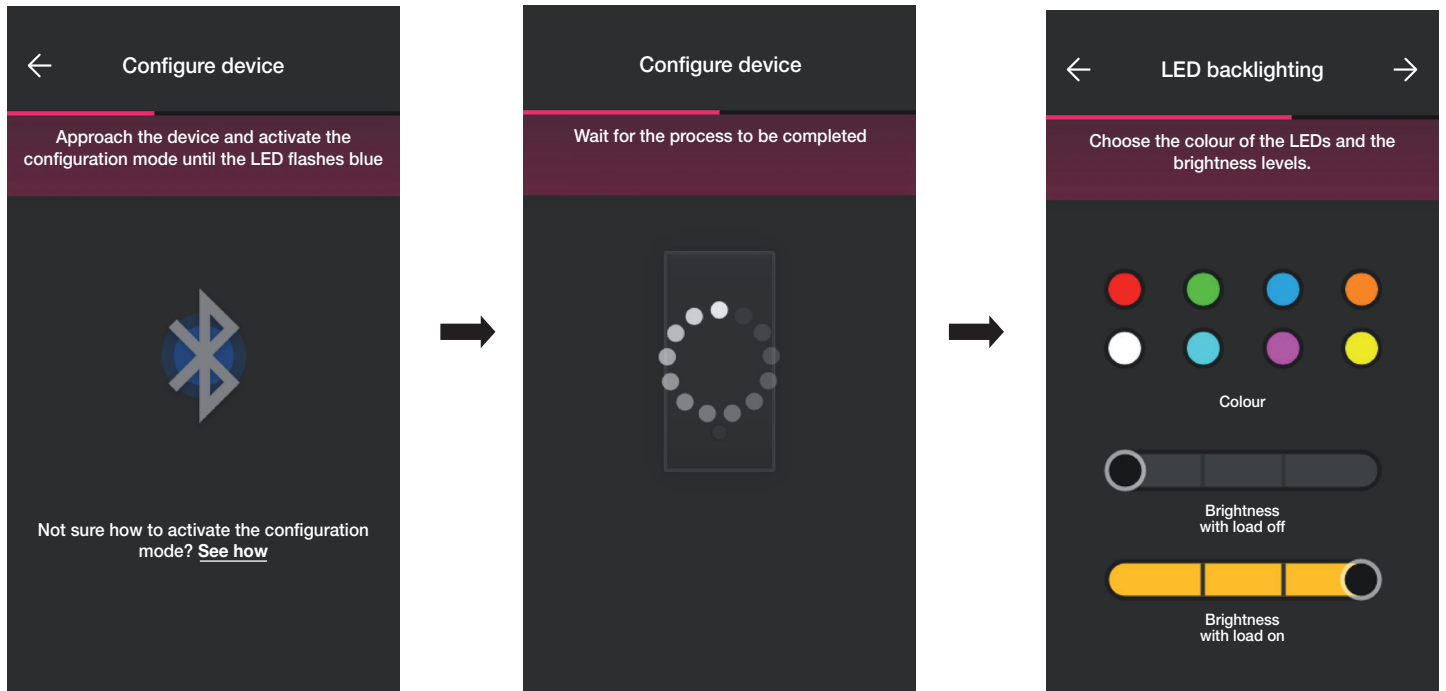 Configure device
Approach the device and activate the
configuration mode until the LED flashes blue
Not sure how to activate the configuration
mode? See how
Configure device
Wait for the process to be completed
LED backlighting
Choose the colour of the LEDs and the
brightness levels.
Colour
Brightness
with load off
Brightness
with load on